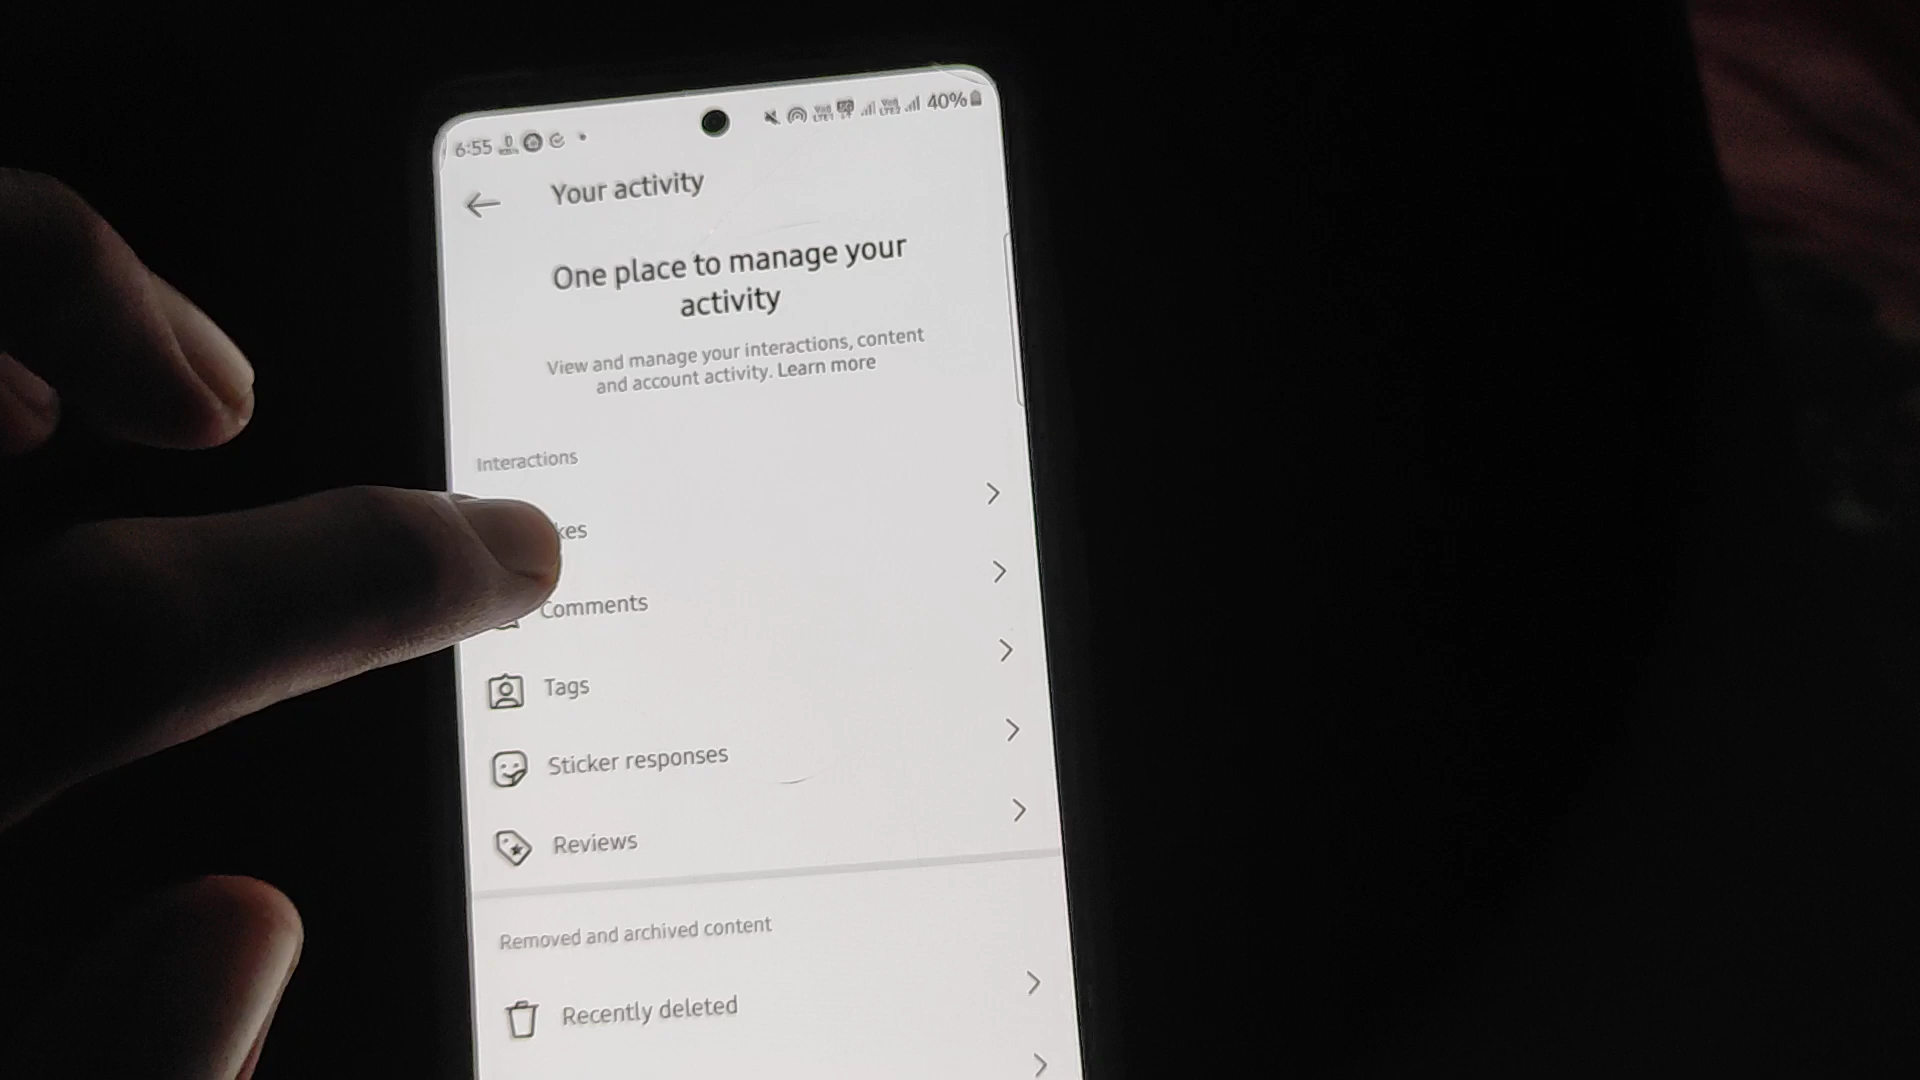 6:55
40%
Your activity
One place to manage your
activity
View and manage your interactions, content
and account activity. Learn more
Interactions
kes
Comments
Tags
Sticker responses
Reviews
Removed and archived content
Recently deleted